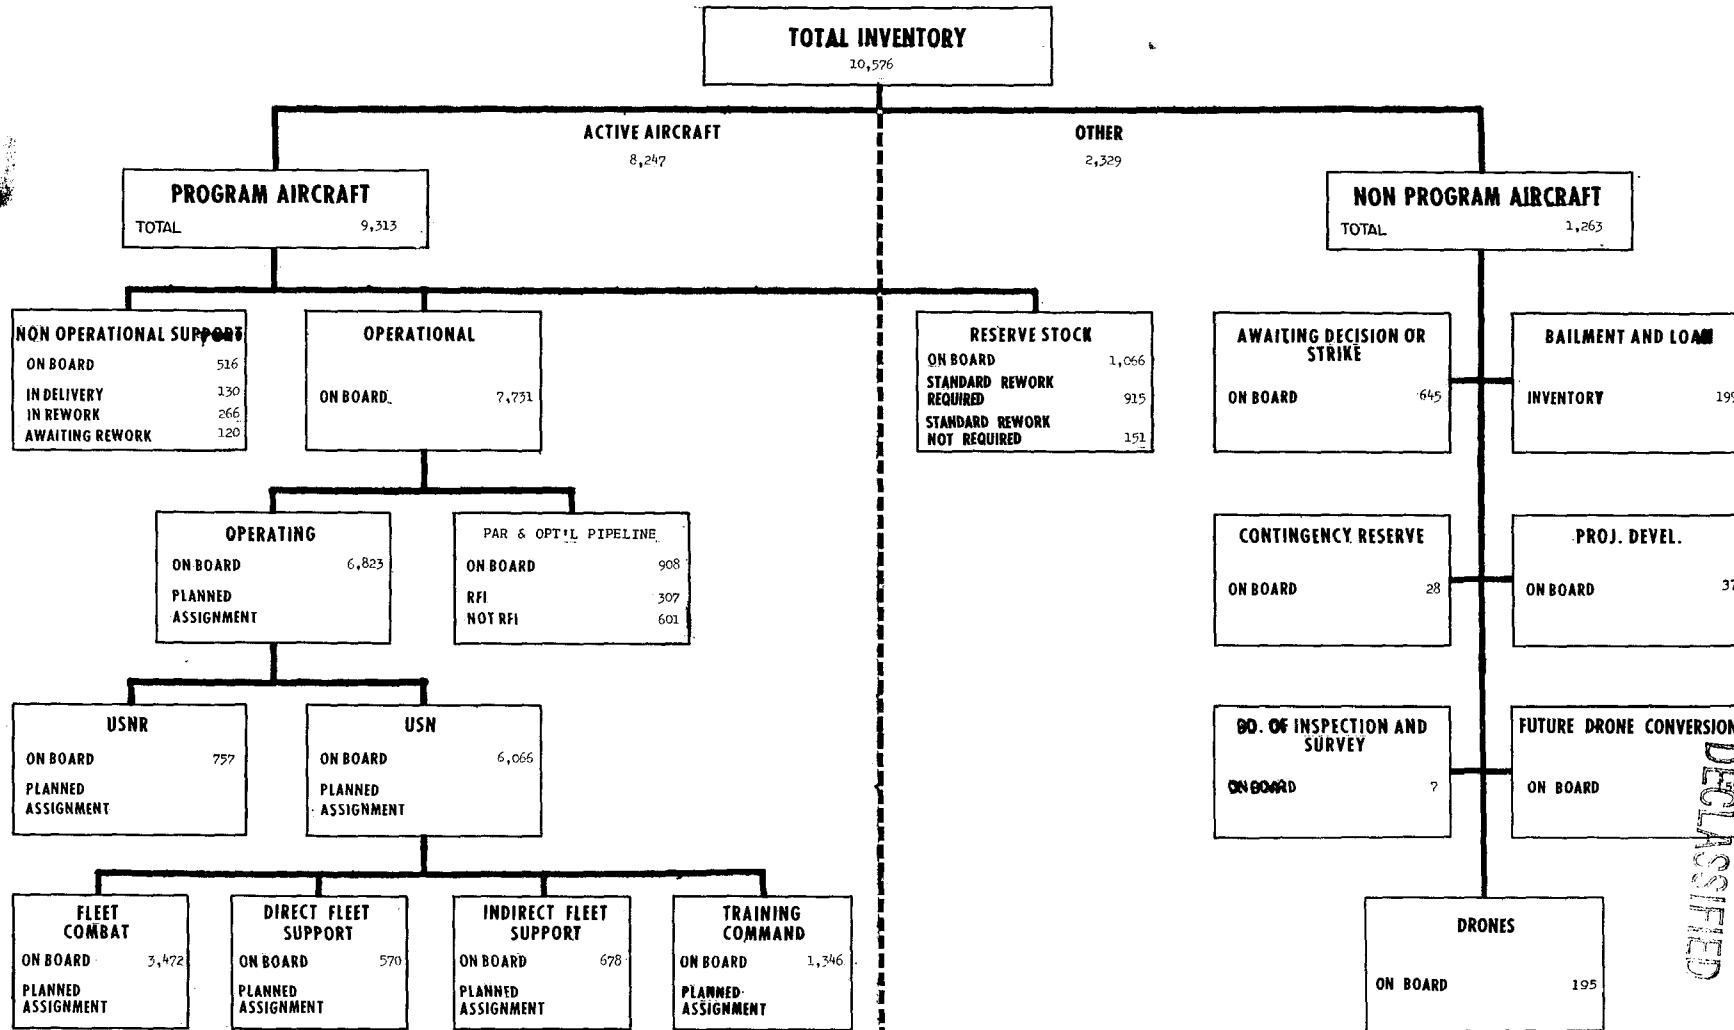 TOTAL INVENTORY
10,576
ACTIVE AIRCRAFT
8,247
OTHER
2,329
PROGRAM AIRCRAFT
TOTAL 9,313
NON PROGRAM AIRCRAFT
TOTAL 1,263
NON OPERATIONAL SUPPORT
ON BOARD 516
IN DELIVERY 130
IN REWORK 266
AWAITING REWORK 120
OPERATIONAL
ON BOARD 7,731
RESERVE STOCK
ON BOARD 1,066
STANDARD REWORK
REQUIRED 915
STANDARD REWORK
NOT REQUIRED 151
AWAITING DECISION OR
STRIKE
ON BOARD 645
BAILMENT AND LOAN
INVENTORY 199
OPERATING
ON BOARD 6,823
PLANNED
ASSIGNMENT
PAR & OPT'L PIPELINE
ON BOARD 908
RFI 307
NOT RFI 601
CONTINGENCY RESERVE
ON BOARD 28
PROJ. DEVEL.
ON BOARD 37
USNR
ON BOARD 757
PLANNED
ASSIGNMENT
USN
ON BOARD 6,066
PLANNED
ASSIGNMENT
BD. OF INSPECTION AND
SURVEY
ON BOARD 7
FUTURE DRONE CONVERSION
ON BOARD
FLEET
COMBAT
ON BOARD 3,472
PLANNED
ASSIGNMENT
DIRECT FLEET
SUPPORT
ON BOARD 570
PLANNED
ASSIGNMENT
INDIRECT FLEET
SUPPORT
ON BOARD 678
PLANNED
ASSIGNMENT
TRAINING
COMMAND
ON BOARD 1,346
PLANNED
ASSIGNMENT
DRONES
ON BOARD 195
DECLASSIFIED